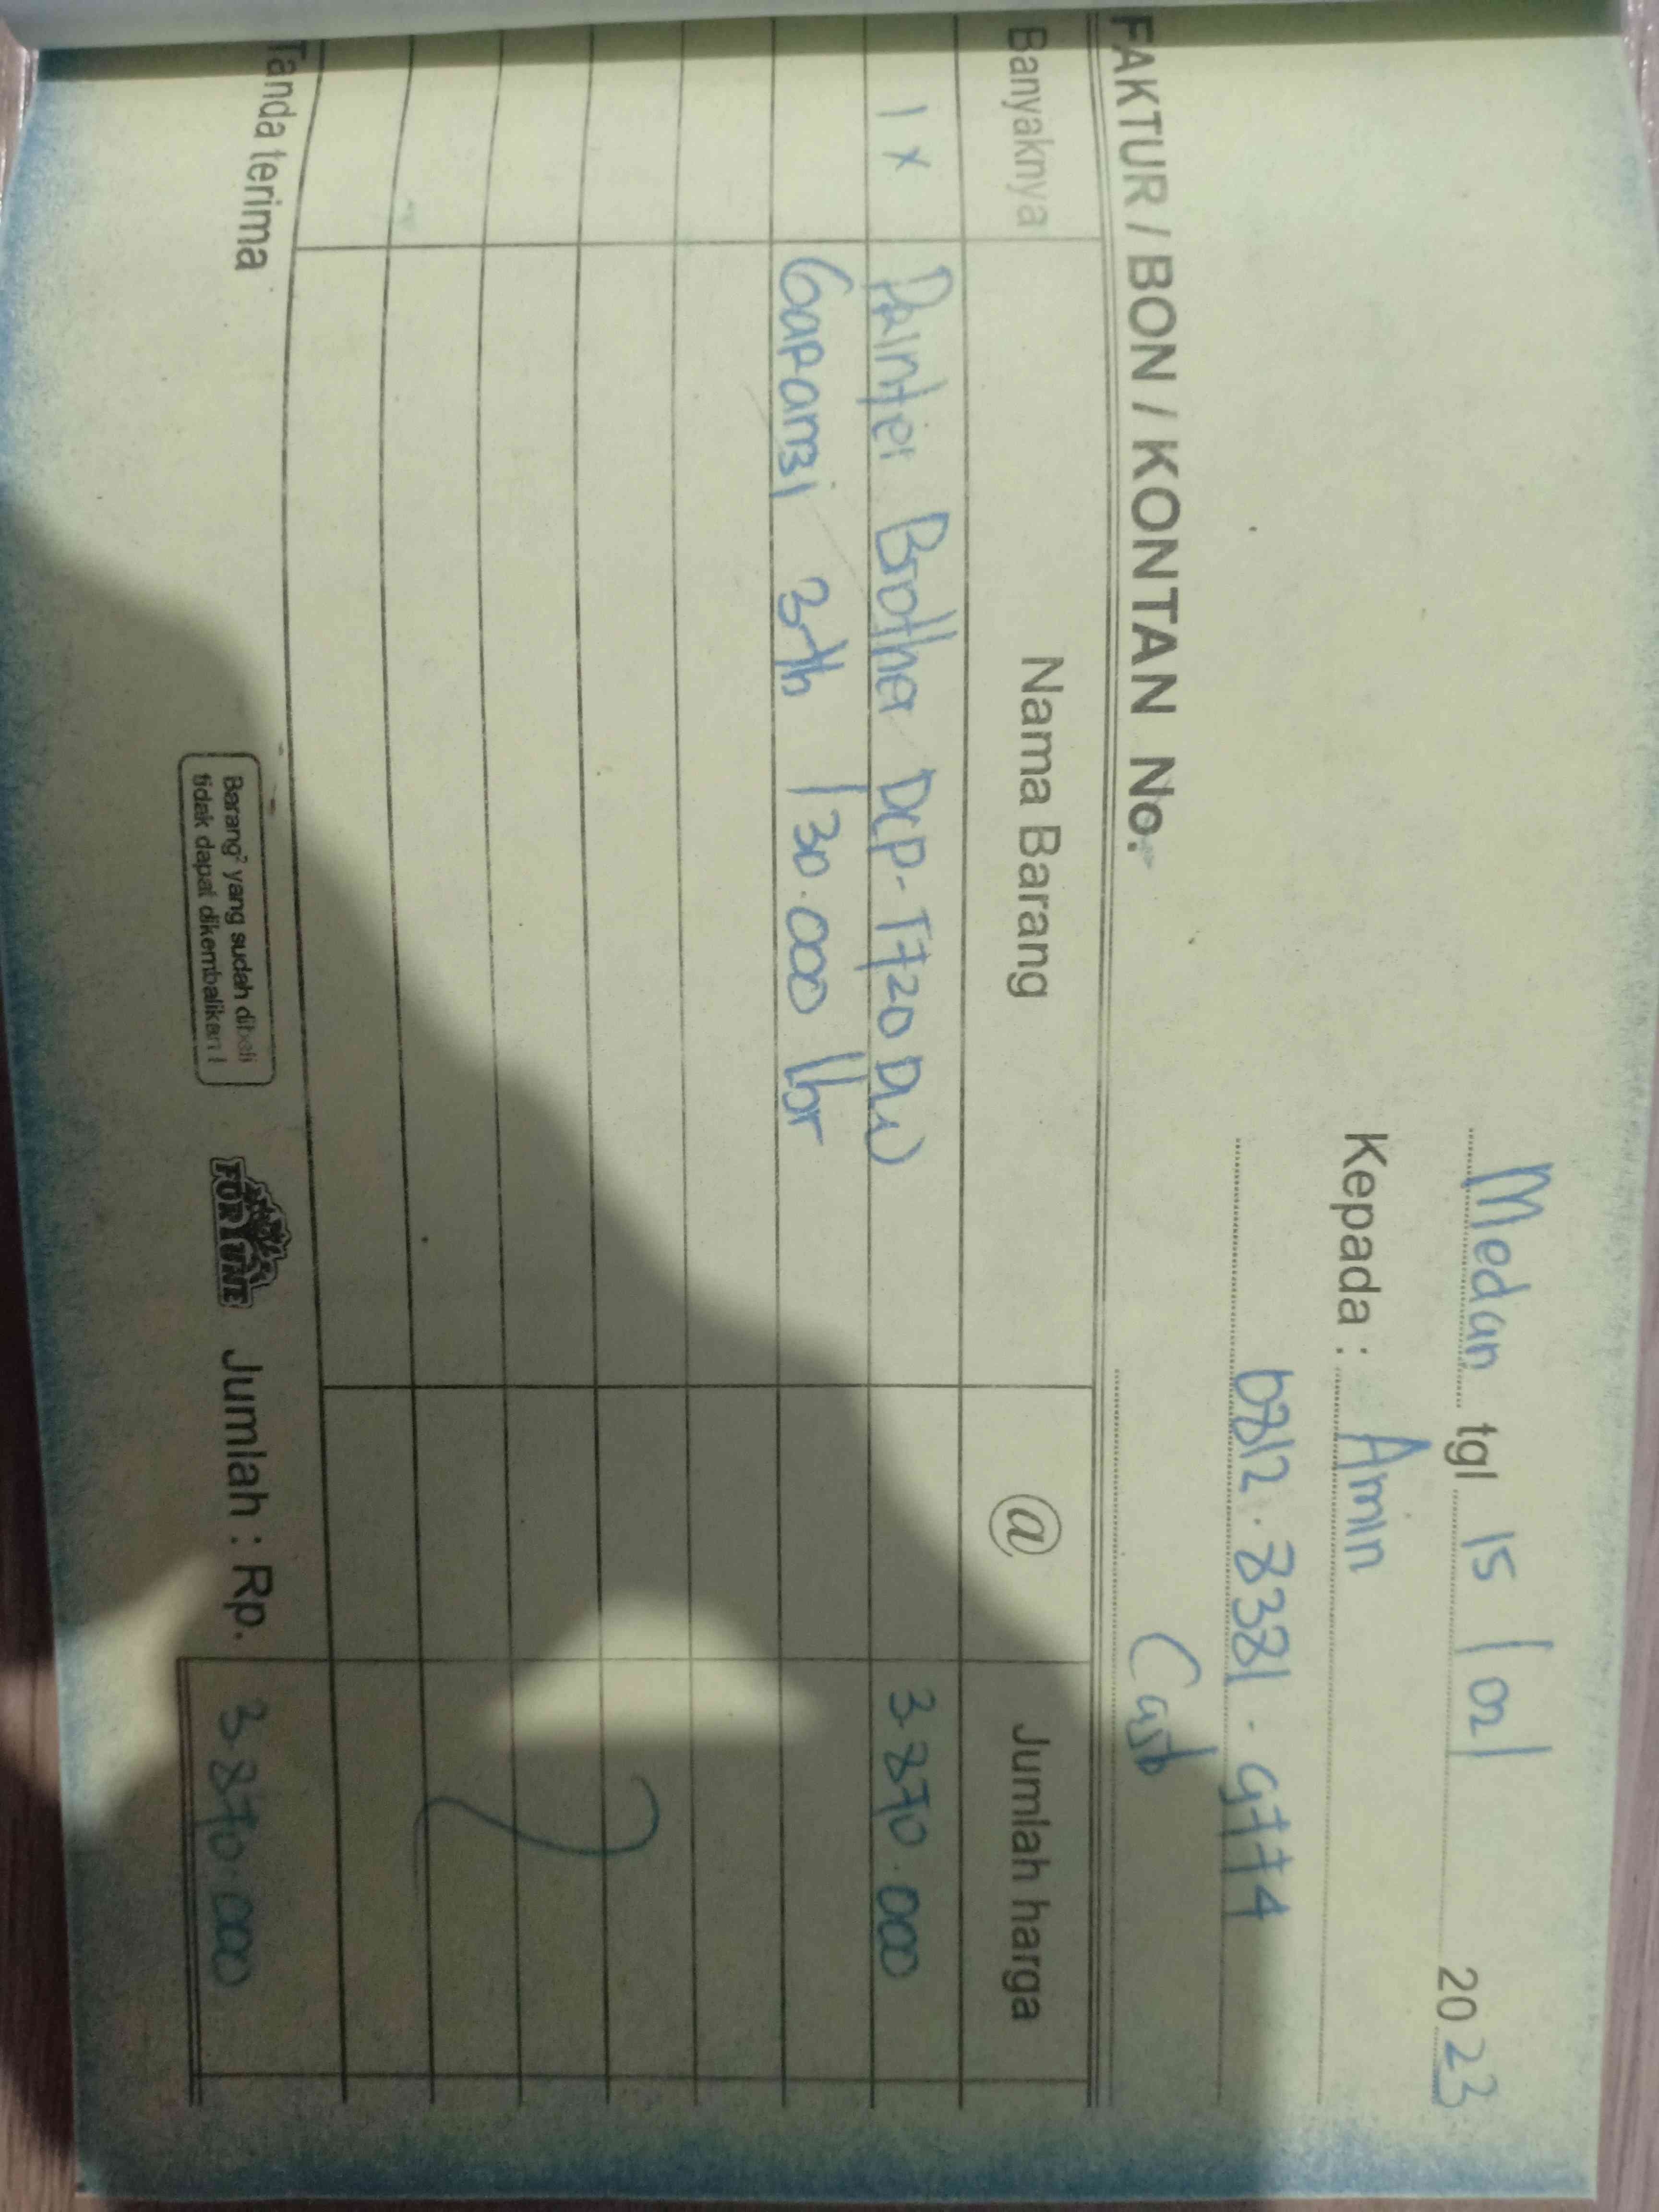 Medan tgl 15 / 02 / 2023
Kepada : Amin
0812 . 8381 . 9774
FAKTUR / BON / KONTAN No. Cash
Banyaknya Nama Barang @ Jumlah harga
1 x Printer Brother Dcp-T720 DW 3.870.000
Garansi 3 th / 30.000 lbr
Tanda terima
Barang² yang sudah dibeli
tidak dapat dikembalikan !
FORTUNE
Jumlah : Rp. 3.870.000